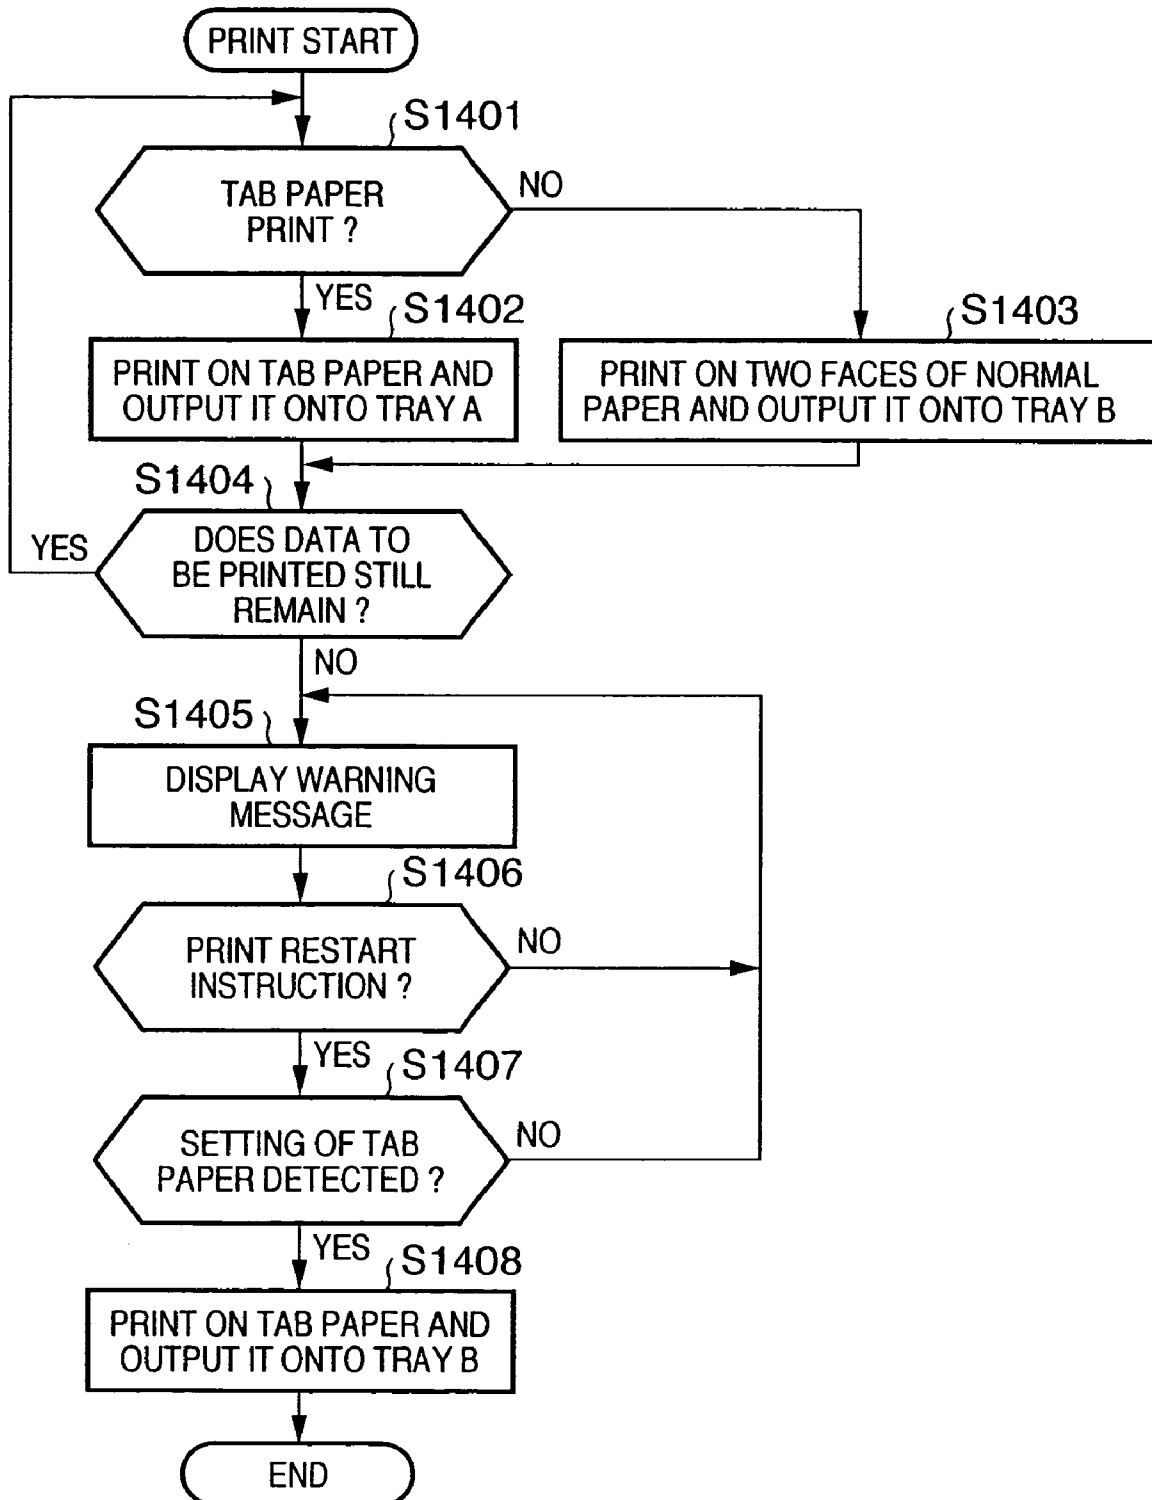 PRINT START
S1401
TAB PAPER
PRINT ?
NO
YES
S1402
S1403
PRINT ON TAB PAPER AND
OUTPUT IT ONTO TRAY A
PRINT ON TWO FACES OF NORMAL
PAPER AND OUTPUT IT ONTO TRAY B
S1404
YES
DOES DATA TO
BE PRINTED STILL
REMAIN ?
NO
S1405
DISPLAY WARNING
MESSAGE
S1406
PRINT RESTART
INSTRUCTION ?
NO
YES
S1407
SETTING OF TAB
PAPER DETECTED ?
NO
YES
S1408
PRINT ON TAB PAPER AND
OUTPUT IT ONTO TRAY B
END